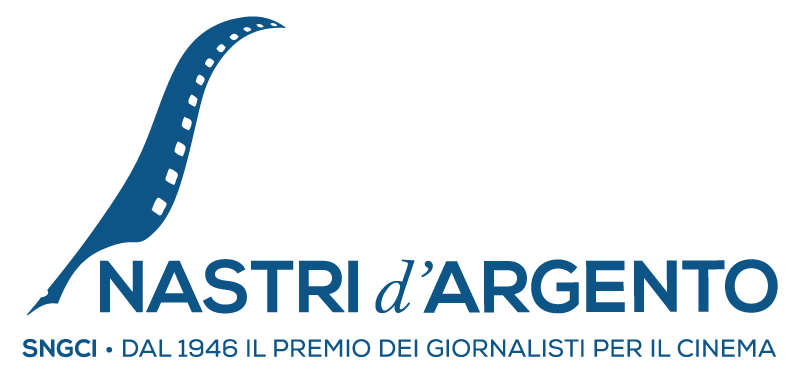 NASTRI d’ARGENTO
SNGCI • DAL 1946 IL PREMIO DEI GIORNALISTI PER IL CINEMA